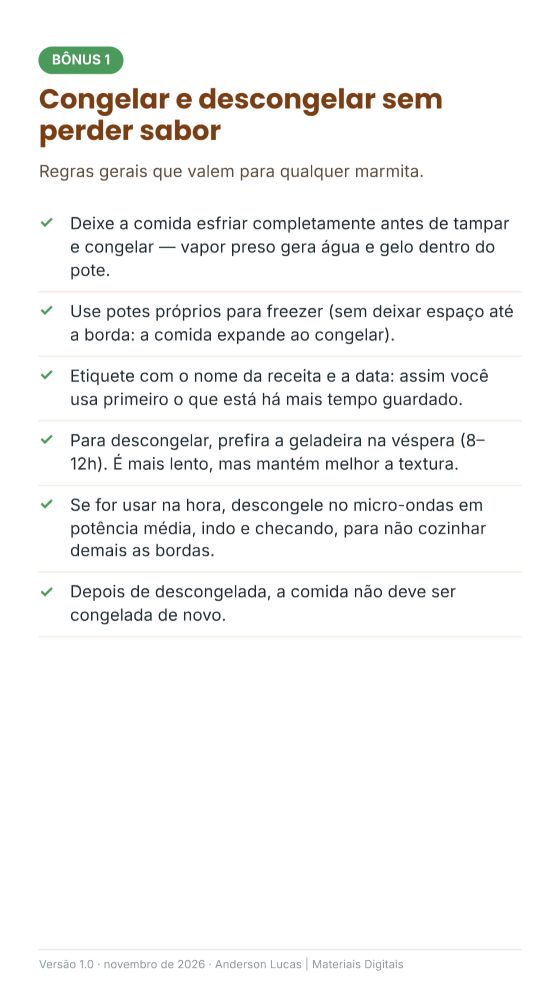 BÔNUS 1
Congelar e descongelar sem
perder sabor
Regras gerais que valem para qualquer marmita.
Deixe a comida esfriar completamente antes de tampar
e congelar — vapor preso gera água e gelo dentro do
pote.
Use potes próprios para freezer (sem deixar espaço até
a borda: a comida expande ao congelar).
Etiquete com o nome da receita e a data: assim você
usa primeiro o que está há mais tempo guardado.
Para descongelar, prefira a geladeira na véspera (8–
12h). É mais lento, mas mantém melhor a textura.
Se for usar na hora, descongele no micro-ondas em
potência média, indo e checando, para não cozinhar
demais as bordas.
Depois de descongelada, a comida não deve ser
congelada de novo.
Versão 1.0 · novembro de 2026 · Anderson Lucas | Materiais Digitais